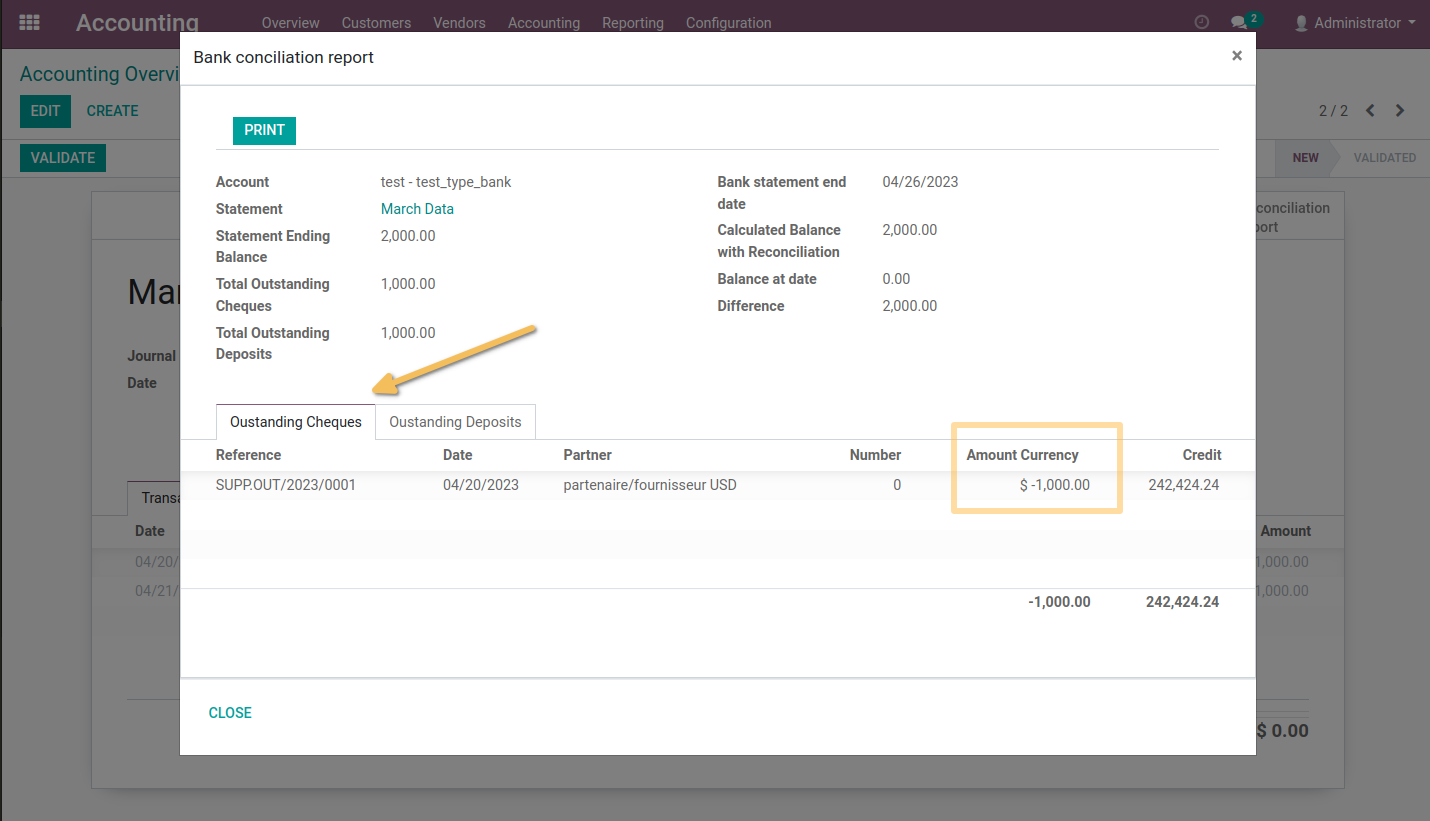 Accounting Overview Customers Vendors Accounting Reporting Configuration 2 Administrator
Accounting Overvi
EDIT CREATE
2 / 2
VALIDATE
NEW VALIDATED
Bank conciliation report ×
PRINT
Account test - test_type_bank
Statement March Data
Statement Ending
Balance
2,000.00
Total Outstanding
Cheques
1,000.00
Total Outstanding
Deposits
1,000.00
Bank statement end
date
04/26/2023
Calculated Balance
with Reconciliation
2,000.00
Balance at date 0.00
Difference 2,000.00
Oustanding Cheques Oustanding Deposits
Reference Date Partner Number Amount Currency Credit
SUPP.OUT/2023/0001 04/20/2023 partenaire/fournisseur USD 0 $ -1,000.00 242,424.24
-1,000.00 242,424.24
CLOSE
conciliation
port
Mar
Journal
Date
Transa
Date Amount
04/20/ 1,000.00
04/21/ 1,000.00
$ 0.00